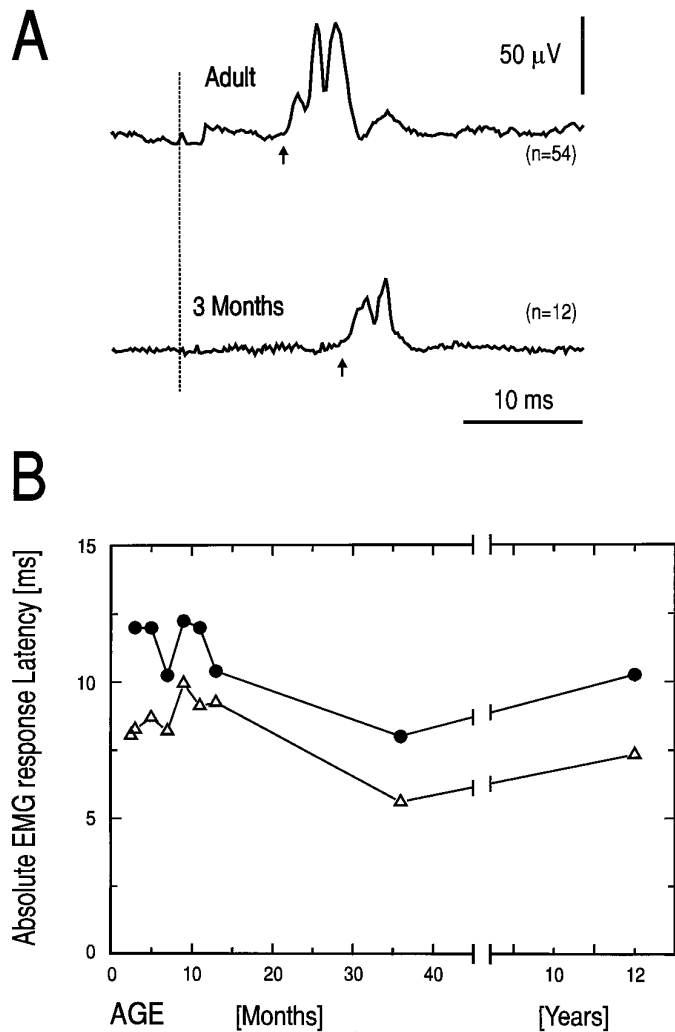 A
Adult
50 µV
(n=54)
3 Months
(n=12)
10 ms
B
Absolute EMG response Latency [ms]
15
10
5
0
0 10 20 30 40 10 12
AGE [Months] [Years]